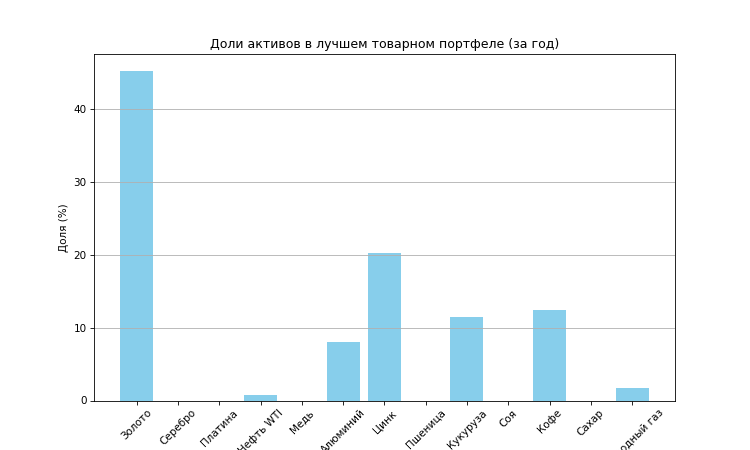 Доли активов в лучшем товарном портфеле (за год)
Доля (%)
40
30
20
10
0
Золото
Серебро
Платина
Нефть WTI
Медь
Алюминий
Цинк
Пшеница
Кукуруза
Соя
Кофе
Сахар
одный газ